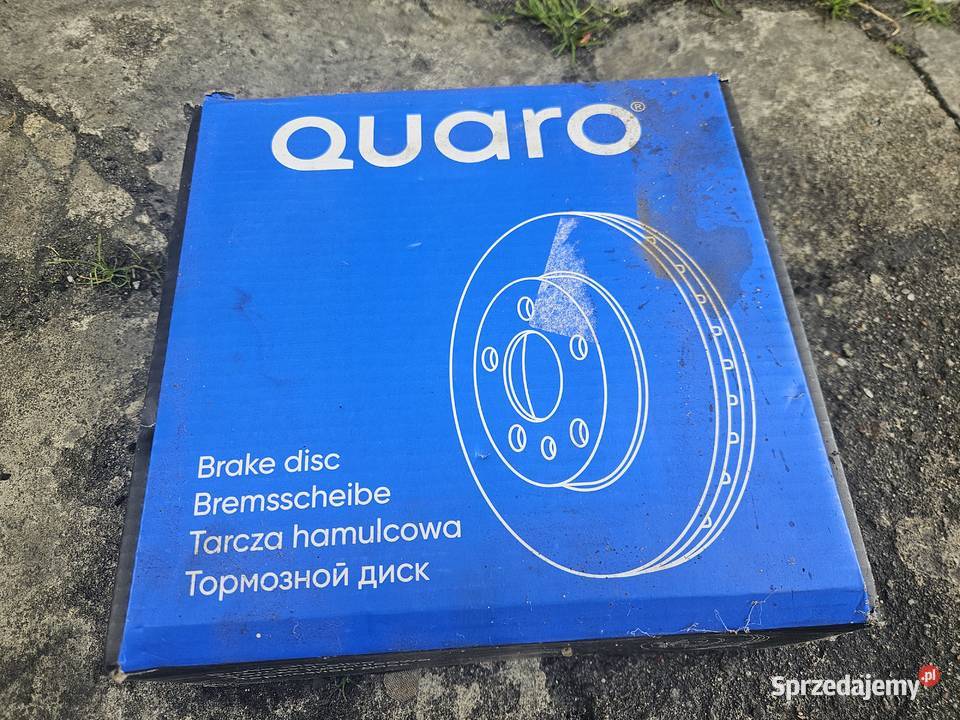 Quaro®
Brake disc
Bremsscheibe
Tarcza hamulcowa
Тормозной диск
Sprzedajemy.pl